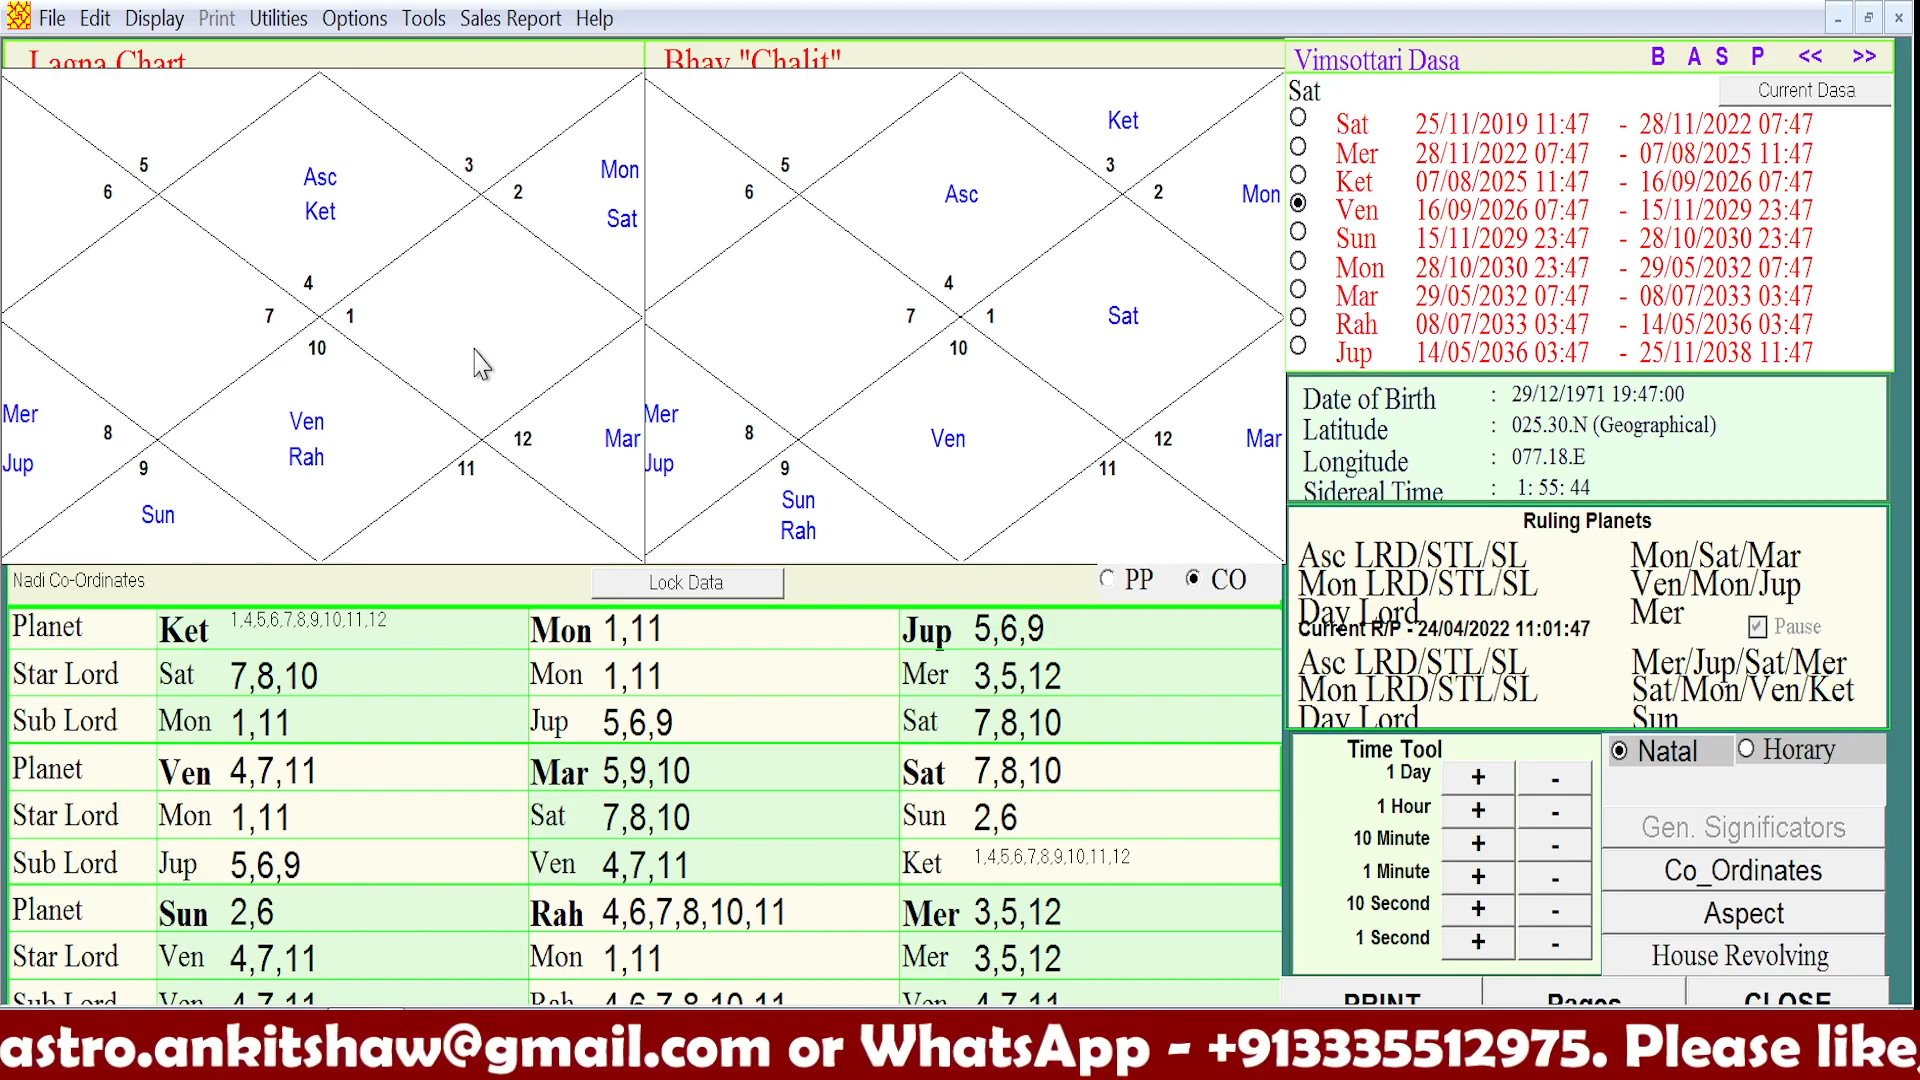 File Edit Display Print Utilities Options Tools Sales Report Help
Lagna Chart
Bhav "Chalit"
5
6
Asc
Ket
3
2
Mon
Sat
4
7
1
10
Mer
Jup
8
9
Sun
Ven
Rah
11
12
Mar
5
6
Asc
Ket
3
2
Mon
4
7
1
10
Sat
Mer
Jup
8
9
Sun
Rah
Ven
11
12
Mar
Vimsottari Dasa B A S P << >>
Sat Current Dasa
Sat 25/11/2019 11:47 - 28/11/2022 07:47
Mer 28/11/2022 07:47 - 07/08/2025 11:47
Ket 07/08/2025 11:47 - 16/09/2026 07:47
Ven 16/09/2026 07:47 - 15/11/2029 23:47
Sun 15/11/2029 23:47 - 28/10/2030 23:47
Mon 28/10/2030 23:47 - 29/05/2032 07:47
Mar 29/05/2032 07:47 - 08/07/2033 03:47
Rah 08/07/2033 03:47 - 14/05/2036 03:47
Jup 14/05/2036 03:47 - 25/11/2038 11:47
Date of Birth : 29/12/1971 19:47:00
Latitude : 025.30.N (Geographical)
Longitude : 077.18.E
Sidereal Time : 1: 55: 44
Ruling Planets
Asc LRD/STL/SL Mon/Sat/Mar
Mon LRD/STL/SL Ven/Mon/Jup
Day Lord Mer
Current R/P - 24/04/2022 11:01:47 Pause
Asc LRD/STL/SL Mer/Jup/Sat/Mer
Mon LRD/STL/SL Sat/Mon/Ven/Ket
Day Lord Sun
Nadi Co-Ordinates Lock Data PP CO
Planet Ket 1,4,5,6,7,8,9,10,11,12 Mon 1,11 Jup 5,6,9
Star Lord Sat 7,8,10 Mon 1,11 Mer 3,5,12
Sub Lord Mon 1,11 Jup 5,6,9 Sat 7,8,10
Planet Ven 4,7,11 Mar 5,9,10 Sat 7,8,10
Star Lord Mon 1,11 Sat 7,8,10 Sun 2,6
Sub Lord Jup 5,6,9 Ven 4,7,11 Ket 1,4,5,6,7,8,9,10,11,12
Planet Sun 2,6 Rah 4,6,7,8,10,11 Mer 3,5,12
Star Lord Ven 4,7,11 Mon 1,11 Mer 3,5,12
Sub Lord Ven 4,7,11 Rah 4,6,7,8,10,11 Ven 4,7,11
Time Tool
1 Day + -
1 Hour + -
10 Minute + -
1 Minute + -
10 Second + -
1 Second + -
Natal Horary
Gen. Significators
Co_Ordinates
Aspect
House Revolving
PRINT Pages CLOSE
astro.ankitshaw@gmail.com or WhatsApp - +913335512975. Please like,